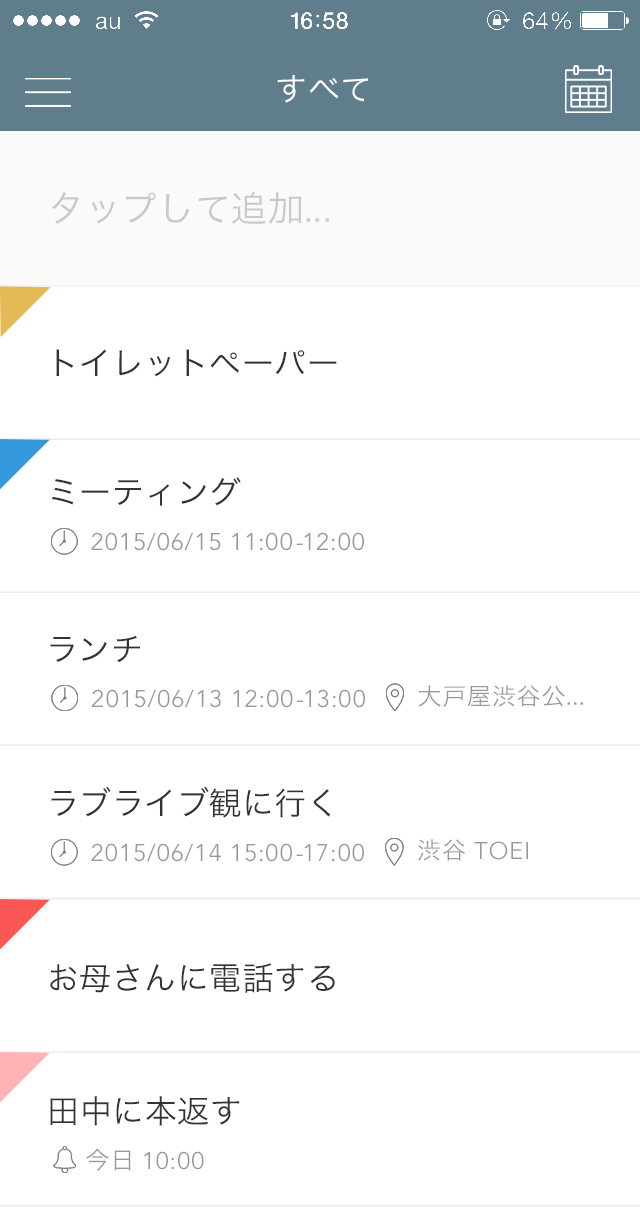 au 16:58 64%
すべて
タップして追加...
トイレットペーパー
ミーティング
2015/06/15 11:00-12:00
ランチ
2015/06/13 12:00-13:00 大戸屋渋谷公...
ラブライブ観に行く
2015/06/14 15:00-17:00 渋谷 TOEI
お母さんに電話する
田中に本返す
今日 10:00